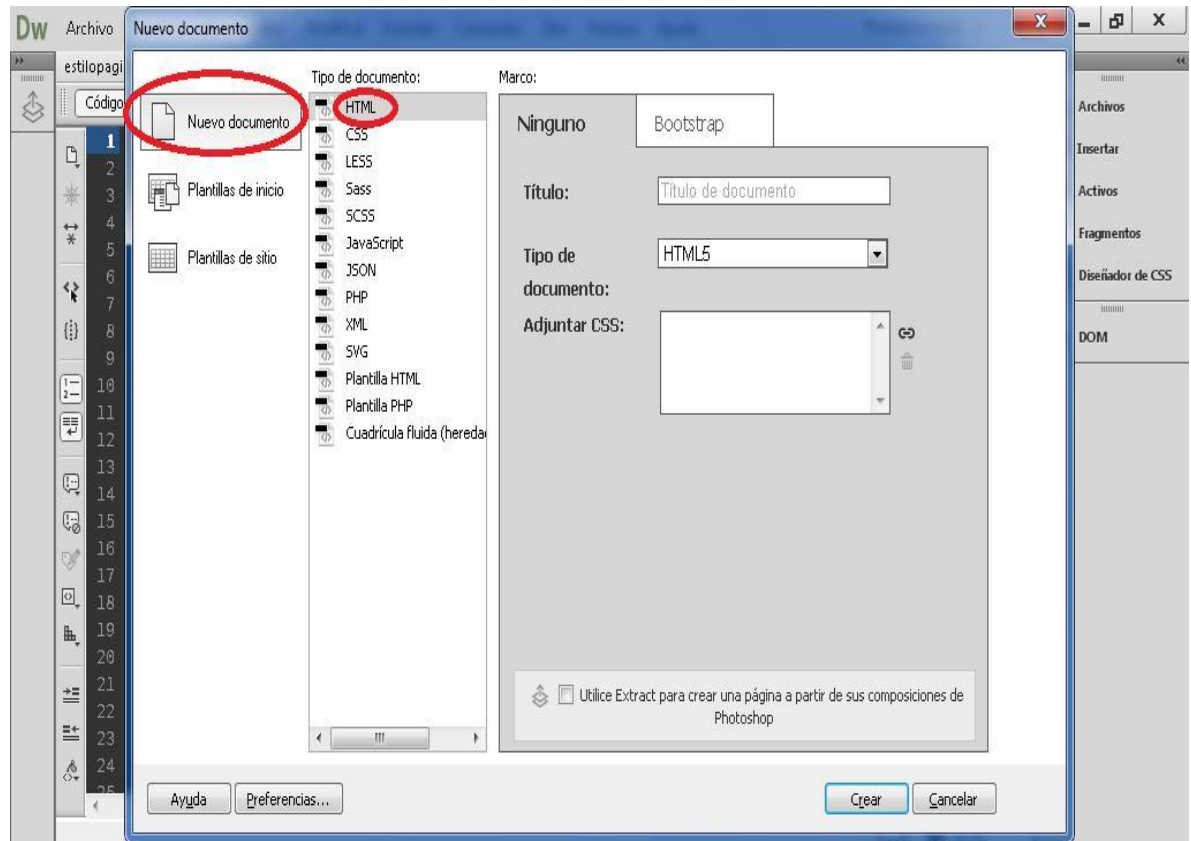 Dw Archivo
Nuevo documento
X
estilopagi
Código
1
2
3
4
5
6
7
8
9
10
11
12
13
14
15
16
17
18
19
20
21
22
23
24
25
Nuevo documento
Plantillas de inicio
Plantillas de sitio
Tipo de documento:
HTML
CSS
LESS
Sass
SCSS
JavaScript
JSON
PHP
XML
SVG
Plantilla HTML
Plantilla PHP
Cuadrícula fluida (hereda
Marco:
Ninguno Bootstrap
Título: Título de documento
Tipo de documento: HTML5
Adjuntar CSS:
Utilice Extract para crear una página a partir de sus composiciones de
Photoshop
Ayuda Preferencias...
Crear Cancelar
Archivos
Insertar
Activos
Fragmentos
Diseñador de CSS
DOM